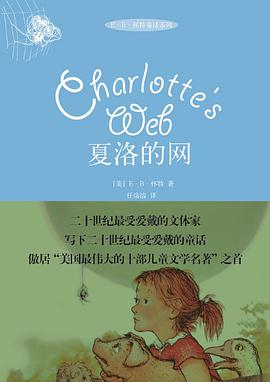 E·B·怀特童话系列
Charlotte's
Web
夏洛的网
[美] E·B·怀特 著
任溶溶 译
二十世纪最受爱戴的文体家
写下二十世纪最受爱戴的童话
傲居“美国最伟大的十部儿童文学名著”之首